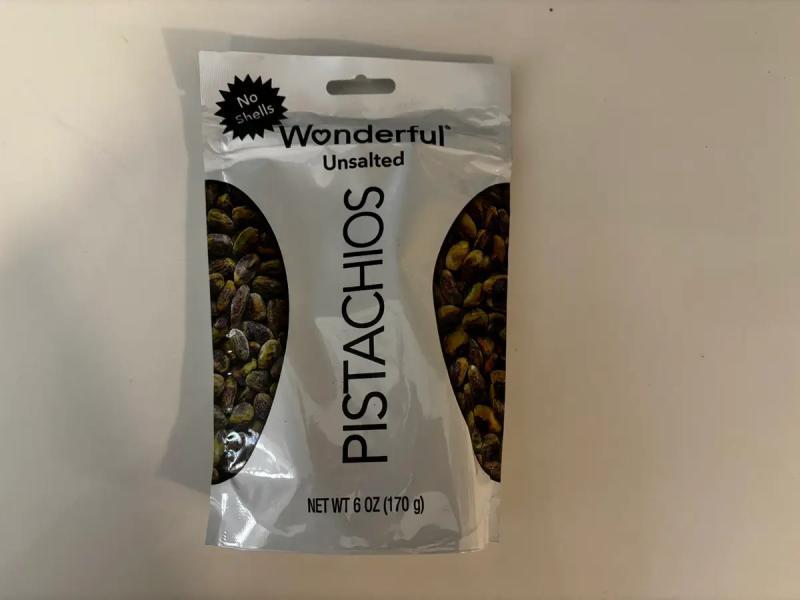 No
Shells
Wonderful®
Unsalted
PISTACHIOS
NET WT 6 OZ (170 g)